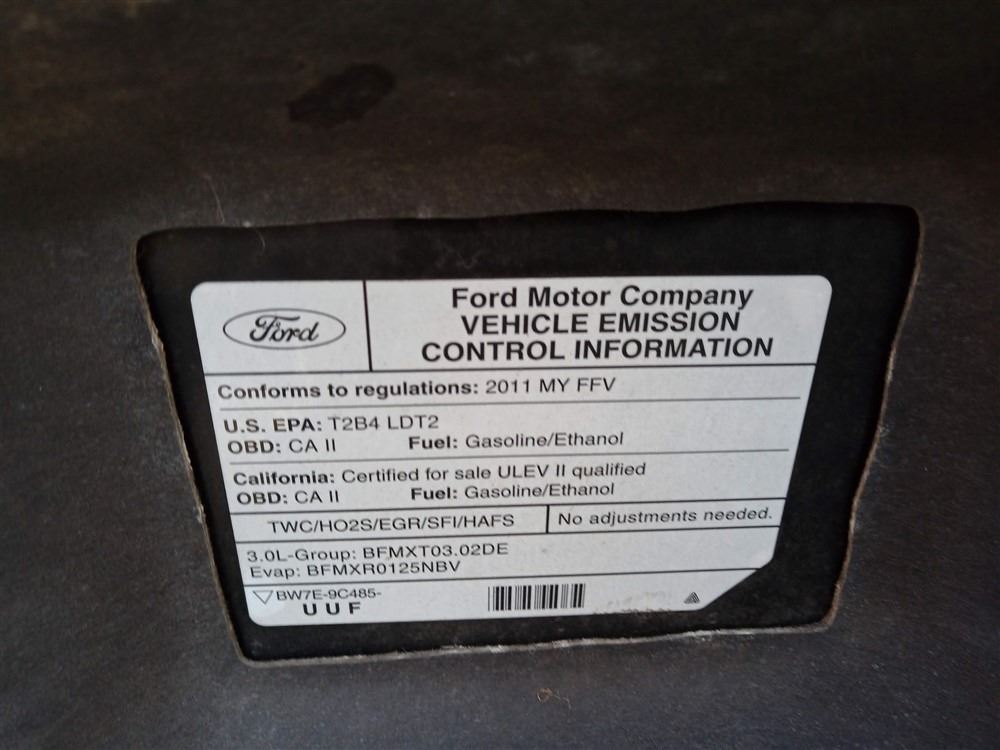 Ford
Ford Motor Company
VEHICLE EMISSION
CONTROL INFORMATION
Conforms to regulations: 2011 MY FFV
U.S. EPA: T2B4 LDT2
OBD: CA II Fuel: Gasoline/Ethanol
California: Certified for sale ULEV II qualified
OBD: CA II Fuel: Gasoline/Ethanol
TWC/HO2S/EGR/SFI/HAFS No adjustments needed.
3.0L-Group: BFMXT03.02DE
Evap: BFMXR0125NBV
BW7E-9C485-
U U F